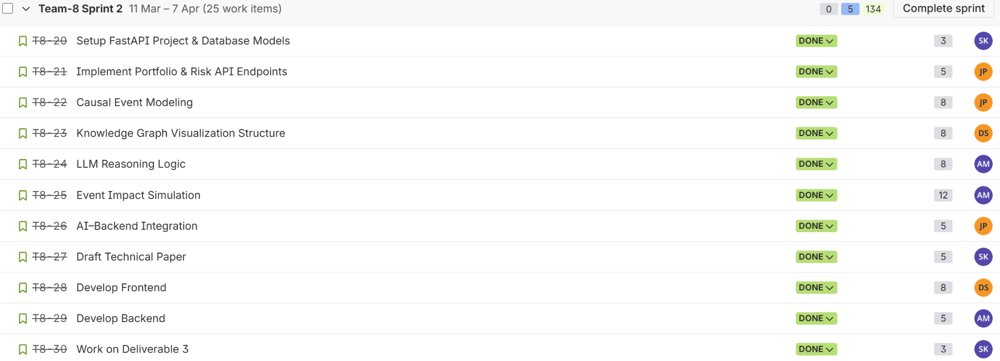 Team-8 Sprint 2 11 Mar – 7 Apr (25 work items) 0 5 134 Complete sprint
T8-20 Setup FastAPI Project & Database Models DONE 3 SK
T8-21 Implement Portfolio & Risk API Endpoints DONE 5 JP
T8-22 Causal Event Modeling DONE 8 JP
T8-23 Knowledge Graph Visualization Structure DONE 8 DS
T8-24 LLM Reasoning Logic DONE 8 AM
T8-25 Event Impact Simulation DONE 12 AM
T8-26 AI–Backend Integration DONE 5 JP
T8-27 Draft Technical Paper DONE 5 SK
T8-28 Develop Frontend DONE 8 DS
T8-29 Develop Backend DONE 5 AM
T8-30 Work on Deliverable 3 DONE 3 SK